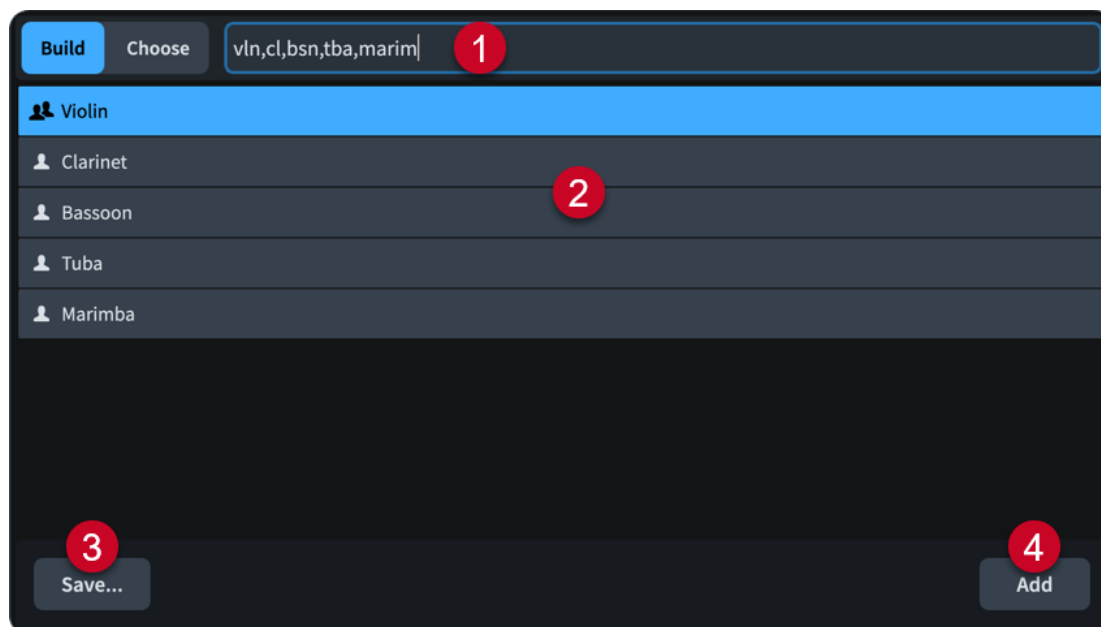 Build Choose vln,cl,bsn,tba,marim 1
Violin
Clarinet
2
Bassoon
Tuba
Marimba
3 4
Save... Add